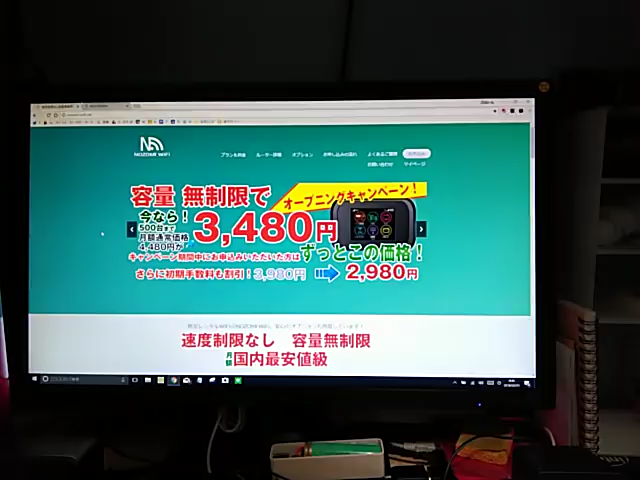 NOZOMI WiFi
プラン&料金 ルーター詳細 オプション お申し込みの流れ よくあるご質問
お問い合わせ マイページ
オープニングキャンペーン！
容量 無制限で
今なら！
500台まで
月額通常価格
4,480円が
3,480円
ずっとこの価格！
キャンペーン期間中にお申込みいただいた方は
さらに初期手数料も割引！3,980円 2,980円
速度制限なし 容量無制限
月額国内最安値級